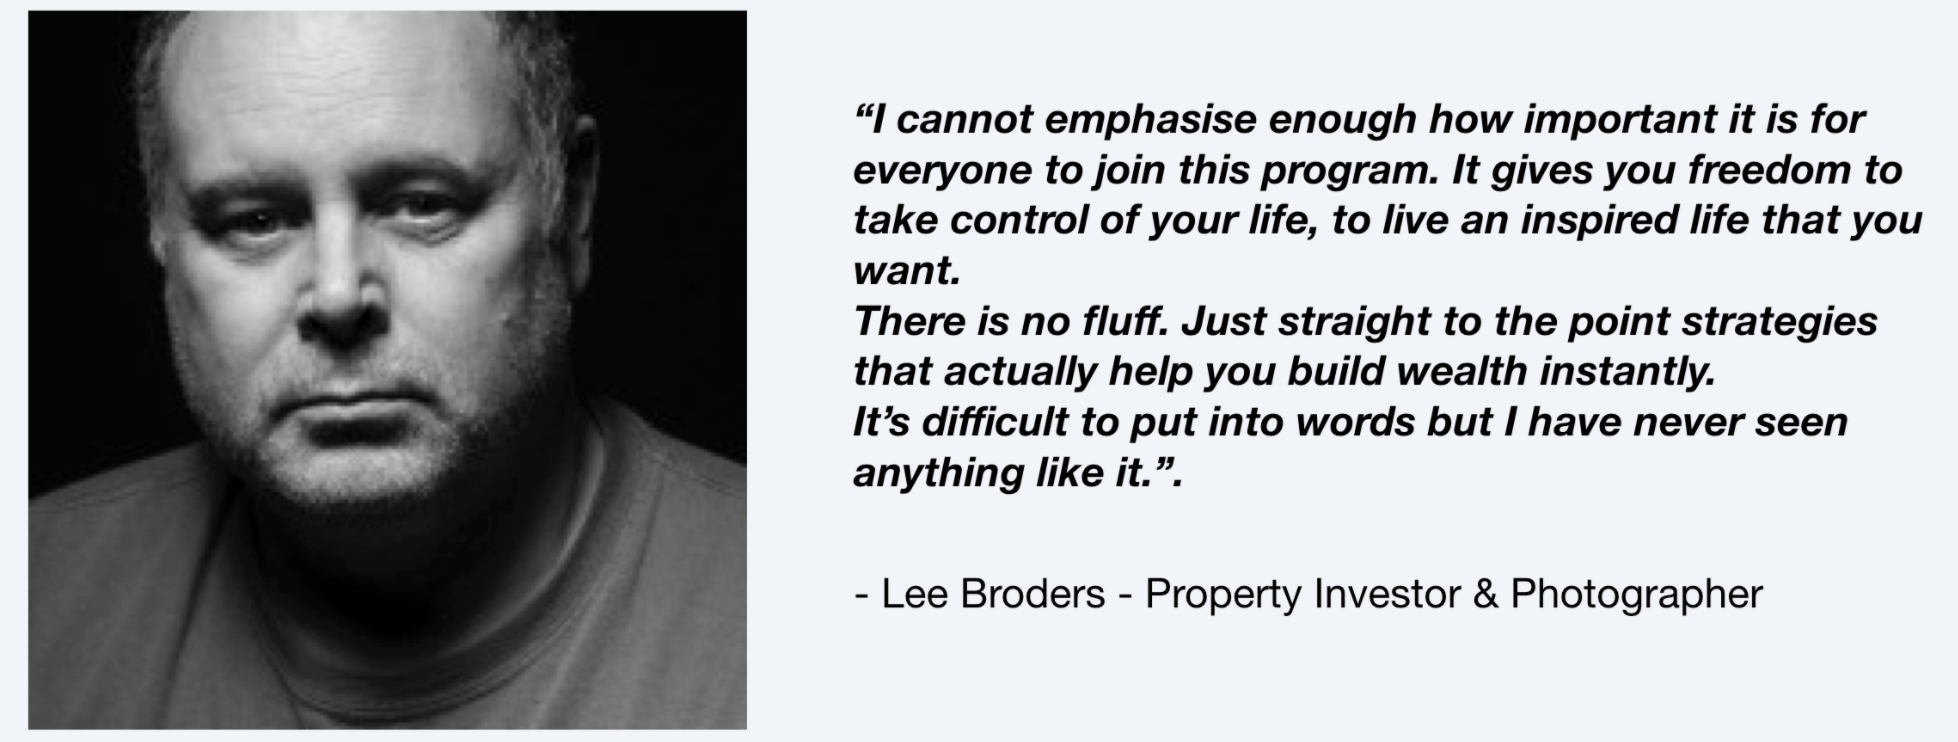 “I cannot emphasise enough how important it is for
everyone to join this program. It gives you freedom to
take control of your life, to live an inspired life that you
want.
There is no fluff. Just straight to the point strategies
that actually help you build wealth instantly.
It’s difficult to put into words but I have never seen
anything like it.”.
- Lee Broders - Property Investor & Photographer